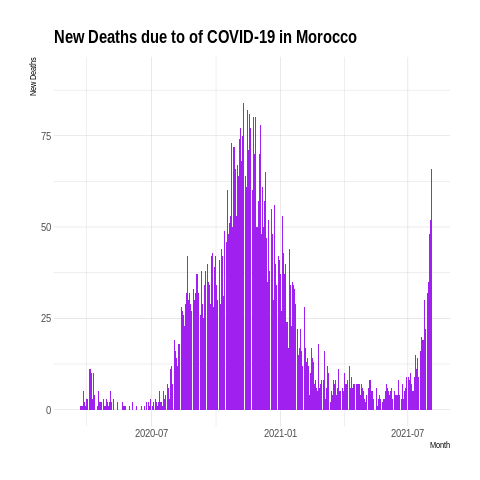 New Deaths due to of COVID-19 in Morocco
New Deaths
75
50
25
0
2020-07
2021-01
2021-07
Month